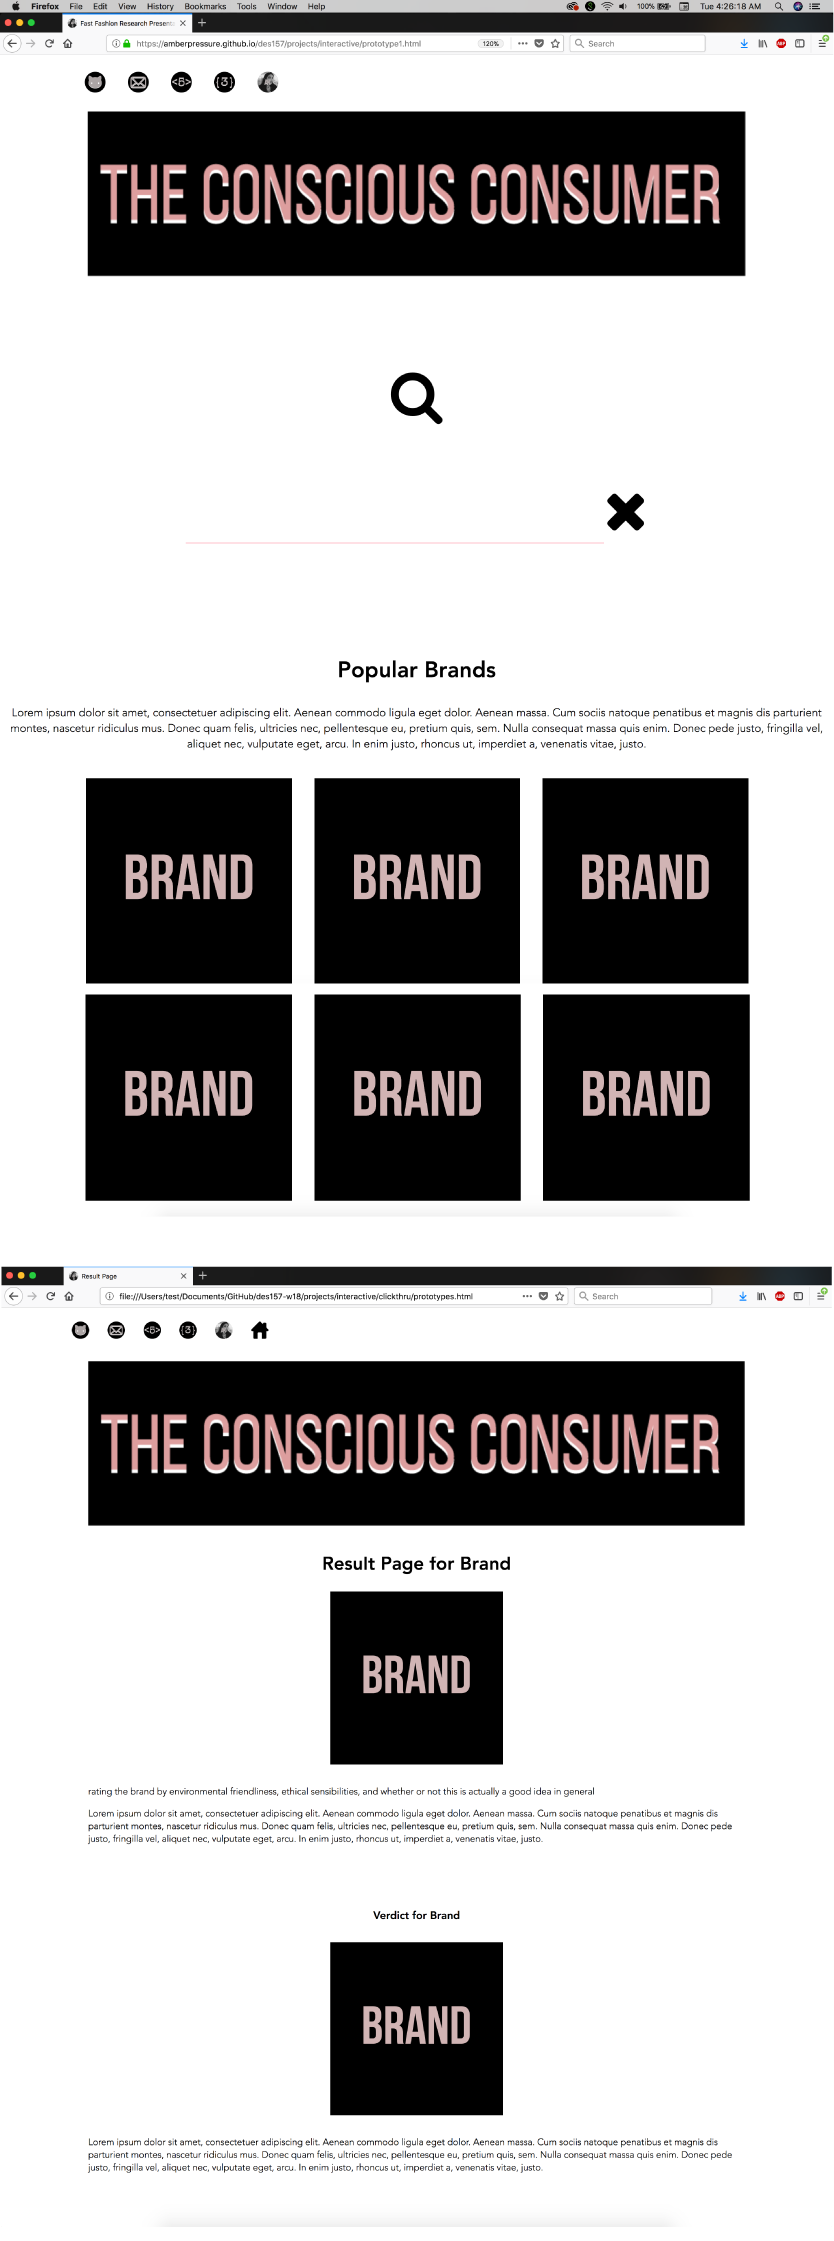 Firefox File Edit View History Bookmarks Tools Window Help 100% Tue 4:26:18 AM
Fast Fashion Research Present
https://amberpressure.github.io/des157/projects/interactive/prototype1.html 120% Search
<5> {3}
THE CONSCIOUS CONSUMER
Popular Brands
Lorem ipsum dolor sit amet, consectetuer adipiscing elit. Aenean commodo ligula eget dolor. Aenean massa. Cum sociis natoque penatibus et magnis dis parturient
montes, nascetur ridiculus mus. Donec quam felis, ultricies nec, pellentesque eu, pretium quis, sem. Nulla consequat massa quis enim. Donec pede justo, fringilla vel,
aliquet nec, vulputate eget, arcu. In enim justo, rhoncus ut, imperdiet a, venenatis vitae, justo.
BRAND BRAND BRAND
BRAND BRAND BRAND
Result Page
file:///Users/test/Documents/GitHub/des157-w18/projects/interactive/clickthru/prototypes.html Search
<5> {3}
THE CONSCIOUS CONSUMER
Result Page for Brand
BRAND
rating the brand by environmental friendliness, ethical sensibilities, and whether or not this is actually a good idea in general
Lorem ipsum dolor sit amet, consectetuer adipiscing elit. Aenean commodo ligula eget dolor. Aenean massa. Cum sociis natoque penatibus et magnis dis
parturient montes, nascetur ridiculus mus. Donec quam felis, ultricies nec, pellentesque eu, pretium quis, sem. Nulla consequat massa quis enim. Donec pede
justo, fringilla vel, aliquet nec, vulputate eget, arcu. In enim justo, rhoncus ut, imperdiet a, venenatis vitae, justo.
Verdict for Brand
BRAND
Lorem ipsum dolor sit amet, consectetuer adipiscing elit. Aenean commodo ligula eget dolor. Aenean massa. Cum sociis natoque penatibus et magnis dis
parturient montes, nascetur ridiculus mus. Donec quam felis, ultricies nec, pellentesque eu, pretium quis, sem. Nulla consequat massa quis enim. Donec pede
justo, fringilla vel, aliquet nec, vulputate eget, arcu. In enim justo, rhoncus ut, imperdiet a, venenatis vitae, justo.